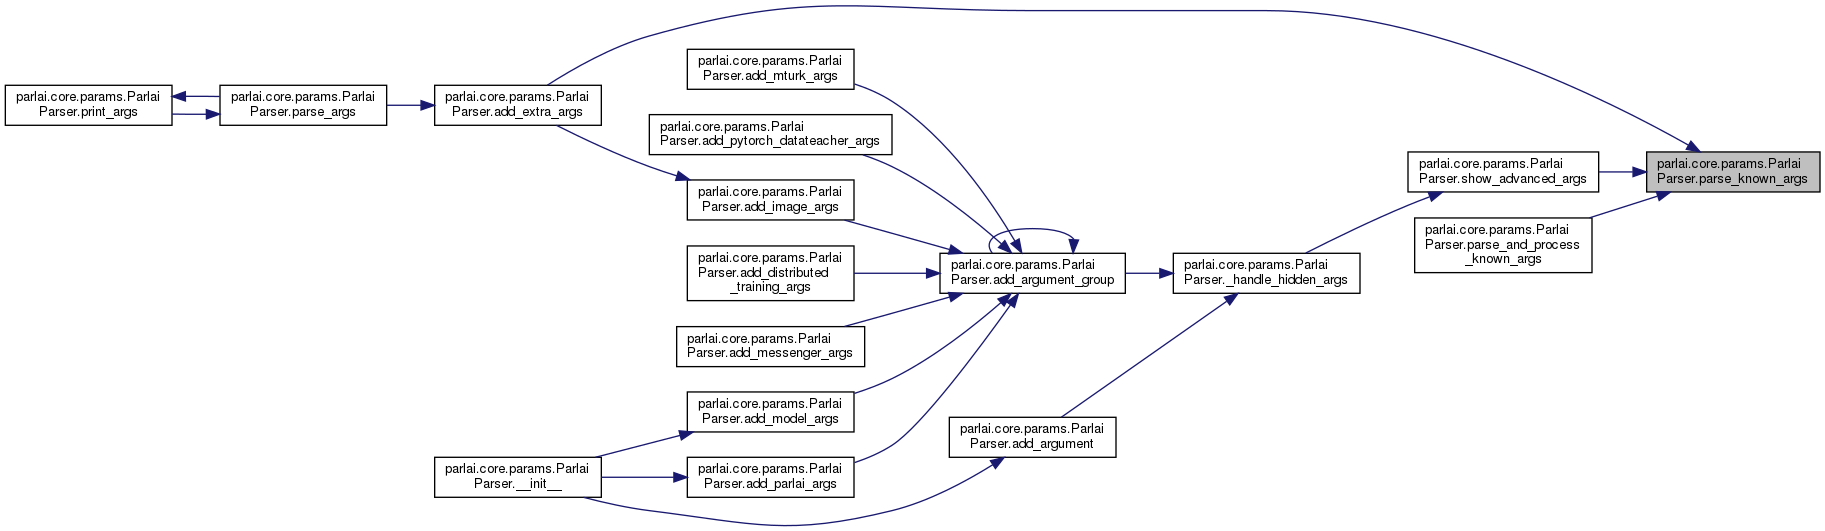 parlai.core.params.Parlai
Parser.print_args
parlai.core.params.Parlai
Parser.parse_args
parlai.core.params.Parlai
Parser.add_extra_args
parlai.core.params.Parlai
Parser.add_mturk_args
parlai.core.params.Parlai
Parser.add_pytorch_datateacher_args
parlai.core.params.Parlai
Parser.add_image_args
parlai.core.params.Parlai
Parser.add_distributed
_training_args
parlai.core.params.Parlai
Parser.add_messenger_args
parlai.core.params.Parlai
Parser.add_model_args
parlai.core.params.Parlai
Parser.__init__
parlai.core.params.Parlai
Parser.add_parlai_args
parlai.core.params.Parlai
Parser.add_argument_group
parlai.core.params.Parlai
Parser.add_argument
parlai.core.params.Parlai
Parser._handle_hidden_args
parlai.core.params.Parlai
Parser.show_advanced_args
parlai.core.params.Parlai
Parser.parse_and_process
_known_args
parlai.core.params.Parlai
Parser.parse_known_args